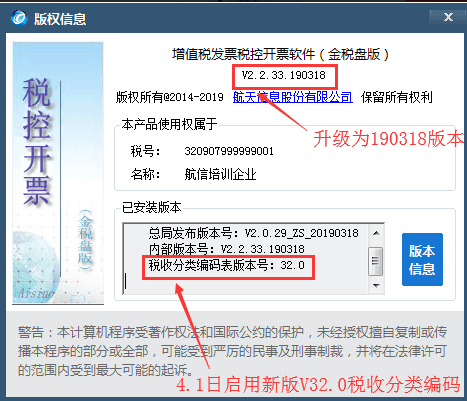 版权信息
增值税发票税控开票软件（金税盘版）
V2.2.33.190318
版权所有@2014-2019 航天信息股份有限公司 保留所有权利
升级为190318版本
税控开票
（金税盘版）
Aisino
本产品使用权属于
税号： 320907999999001
名称： 航信培训企业
已安装版本
总局发布版本号：V2.0.29_ZS_20190318
内部版本号：V2.2.33.190318
税收分类编码表版本号：32.0
版本
信息
警告：本计算机程序受著作权法和国际公约的保护，未经授权擅自复制或传
播本程序的部分或全部，可能受到严厉的民事及刑事制裁，并将在法律许可
的范围内受到最大可能的起诉。
4.1日启用新版V32.0税收分类编码